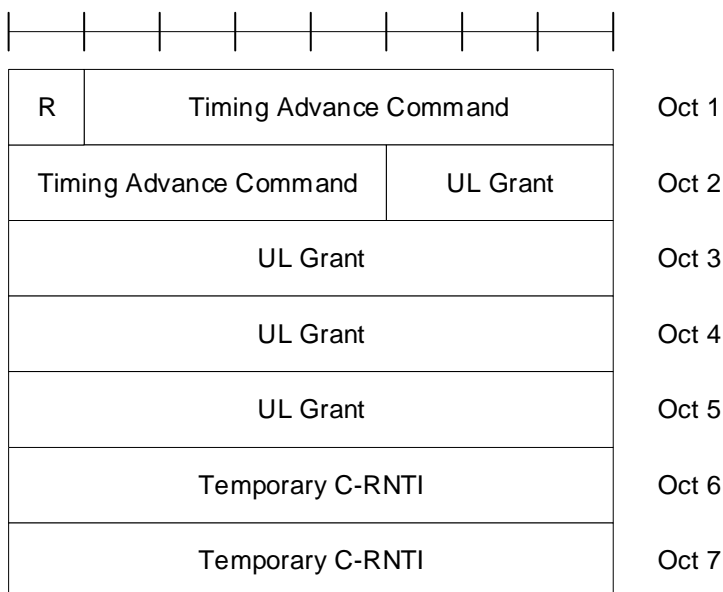 R Timing Advance Command Oct 1
Timing Advance Command UL Grant Oct 2
UL Grant Oct 3
UL Grant Oct 4
UL Grant Oct 5
Temporary C-RNTI Oct 6
Temporary C-RNTI Oct 7